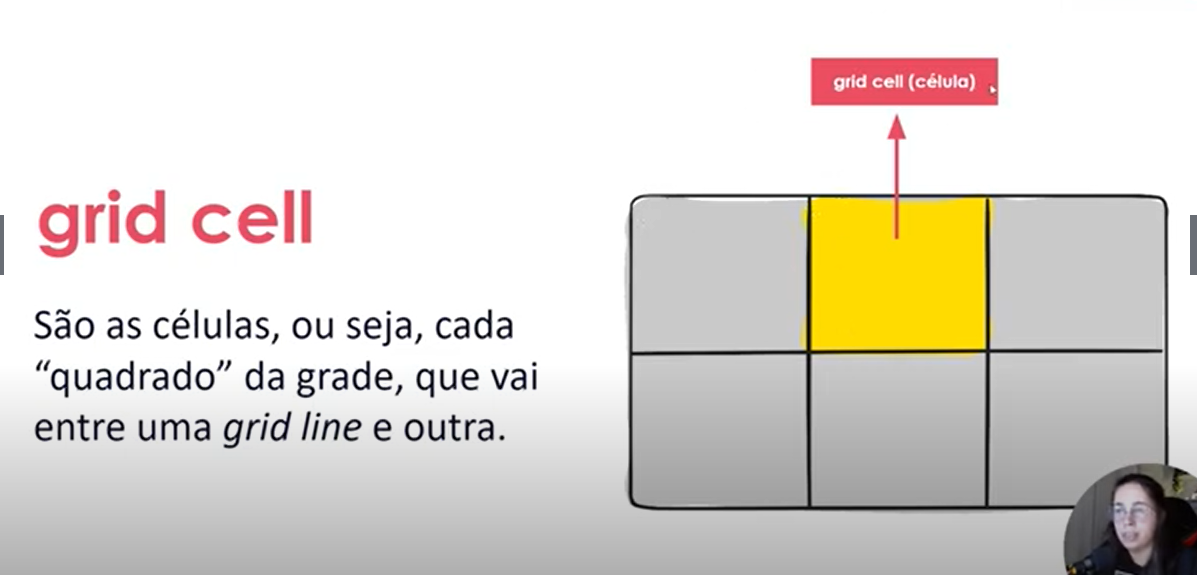 grid cell (célula)
grid cell
São as células, ou seja, cada
“quadrado” da grade, que vai
entre uma grid line e outra.